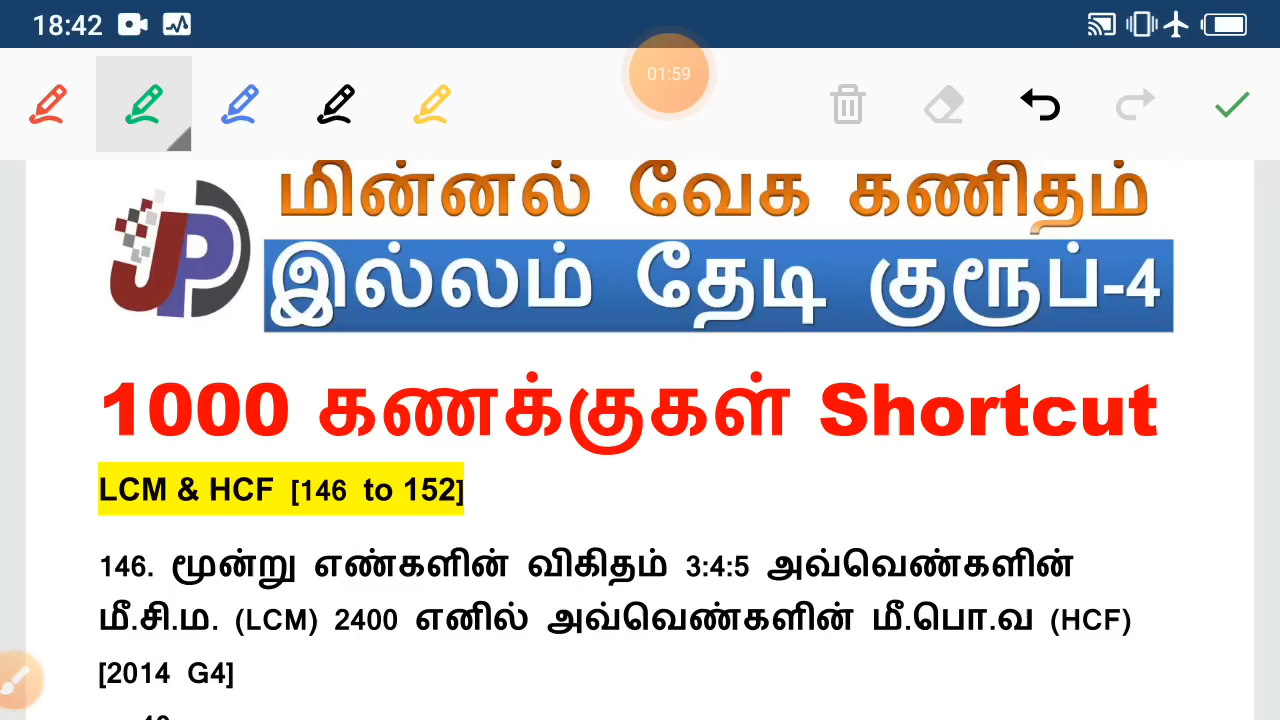 18:42
01:59
மின்னல் வேக கணிதம்
JPD
இல்லம் தேடி குரூப்-4
1000 கணக்குகள் Shortcut
LCM & HCF [146 to 152]
146. மூன்று எண்களின் விகிதம் 3:4:5 அவ்வெண்களின்
மீ.சி.ம. (LCM) 2400 எனில் அவ்வெண்களின் மீ.பொ.வ (HCF)
[2014 G4]